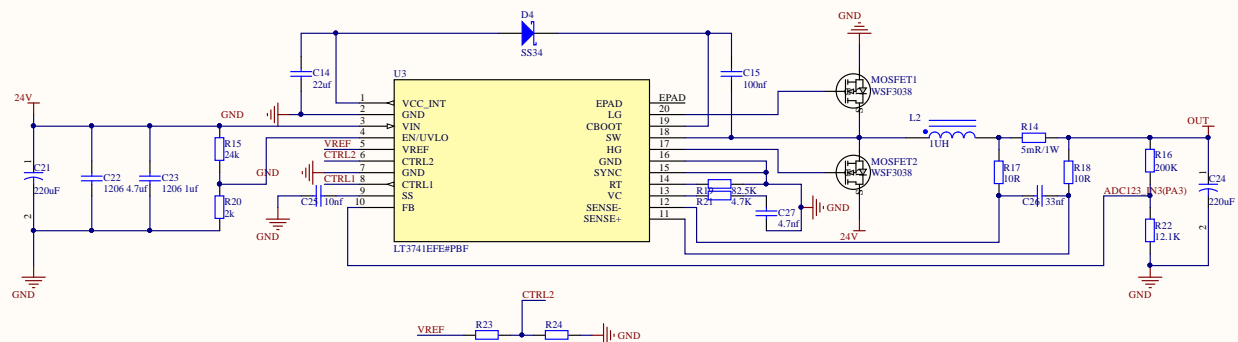 D4
SS34
GND
C14
22uf
C15
100nf
U3
MOSFET1
WSF3038
24V
GND
1
2
3
4
5
6
7
8
9
10
VCC_INT
GND
VIN
EN/UVLO
VREF
CTRL2
GND
CTRL1
SS
FB
EPAD
LG
CBOOT
SW
HG
GND
SYNC
RT
VC
SENSE-
SENSE+
EPAD
20
19
18
17
16
15
14
13
12
11
LT3741EFE#PBF
VREF
CTRL2
CTRL1
GND
R15
24k
R20
2k
C21
220uF
1
2
C22
1206 4.7uf
C23
1206 1uf
C25
10nf
GND
GND
R19
82.5K
R21
4.7K
C27
4.7nf
GND
S
MOSFET2
WSF3038
S
24V
L2
1UH
R14
5mR/1W
R17
10R
R18
10R
C26
33nf
OUT
R16
200K
ADC123_IN3(PA3)
R22
12.1K
C24
220uF
1
2
GND
CTRL2
VREF
R23
R24
GND